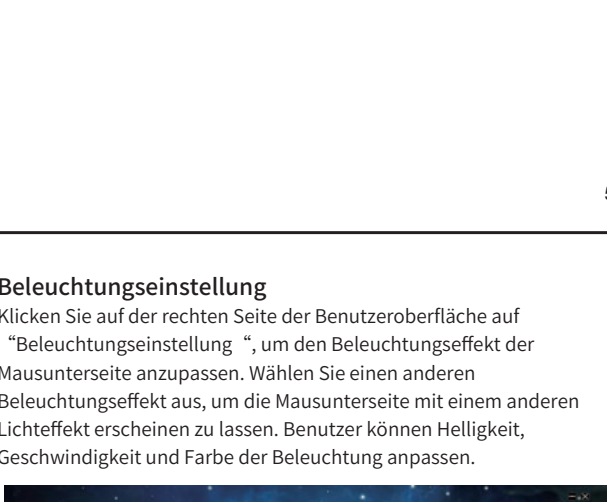 5
Beleuchtungseinstellung
Klicken Sie auf der rechten Seite der Benutzeroberfläche auf
“Beleuchtungseinstellung “, um den Beleuchtungseffekt der
Mausunterseite anzupassen. Wählen Sie einen anderen
Beleuchtungseffekt aus, um die Mausunterseite mit einem anderen
Lichteffekt erscheinen zu lassen. Benutzer können Helligkeit,
Geschwindigkeit und Farbe der Beleuchtung anpassen.